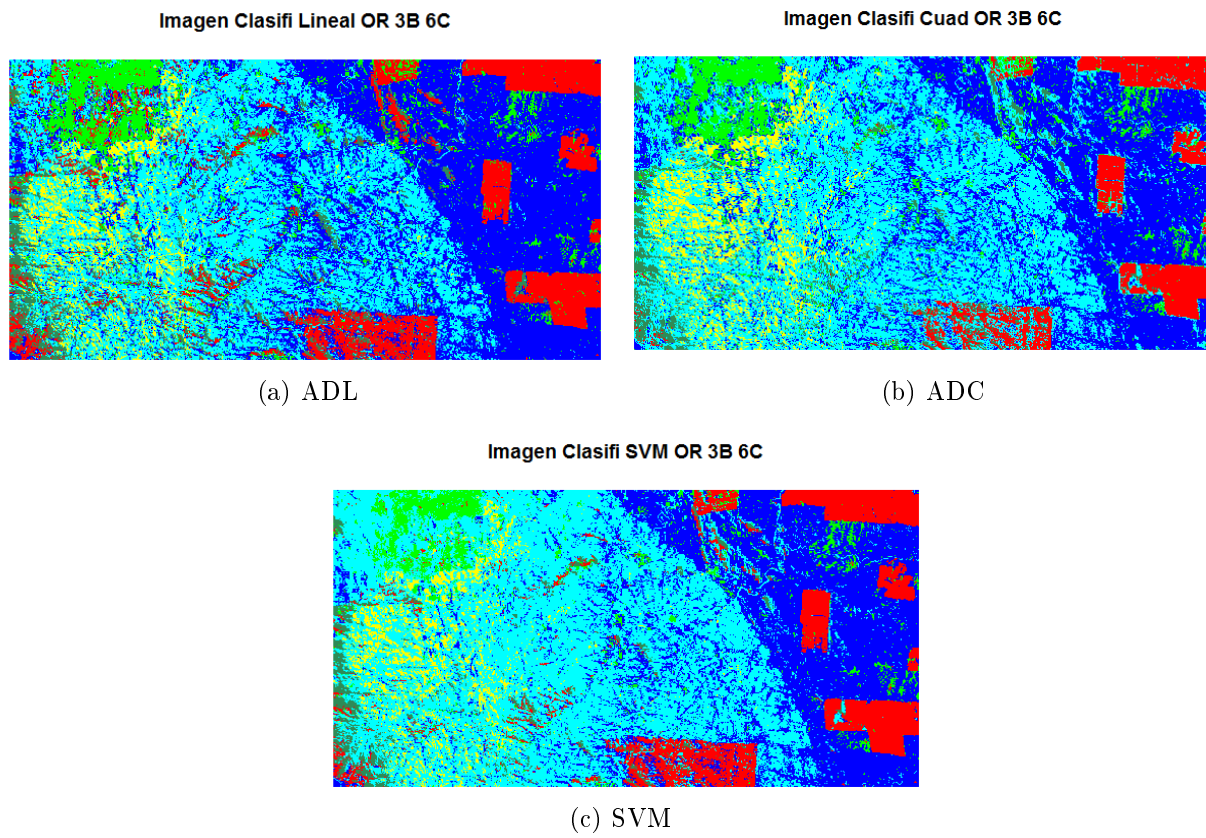 Imagen Clasifi Lineal OR 3B 6C
Imagen Clasifi Cuad OR 3B 6C
(a) ADL
(b) ADC
Imagen Clasifi SVM OR 3B 6C
(c) SVM